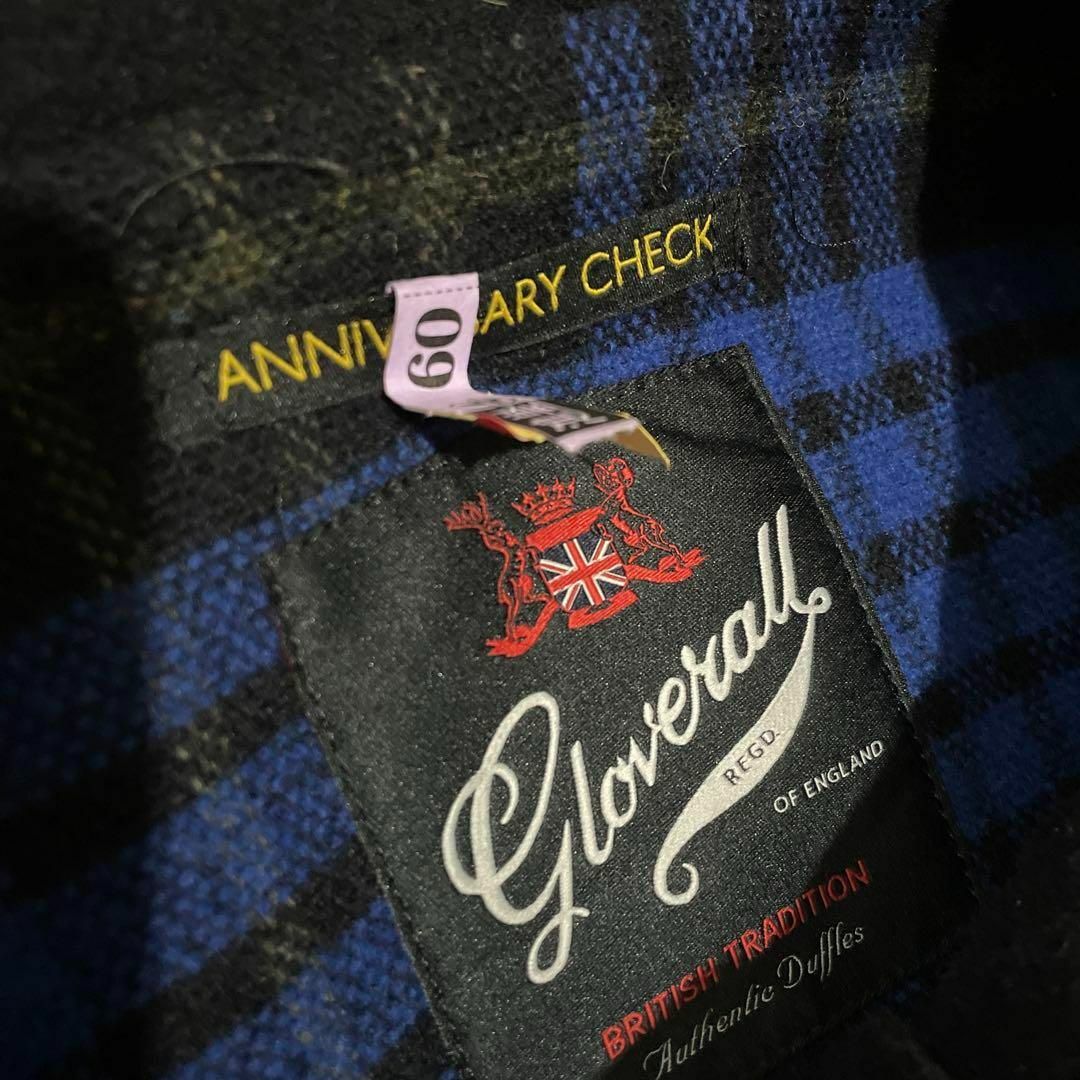 ANNIV ARY CHECK
60
Gloverall
REGD.
OF ENGLAND
BRITISH TRADITION
Authentic Duffles